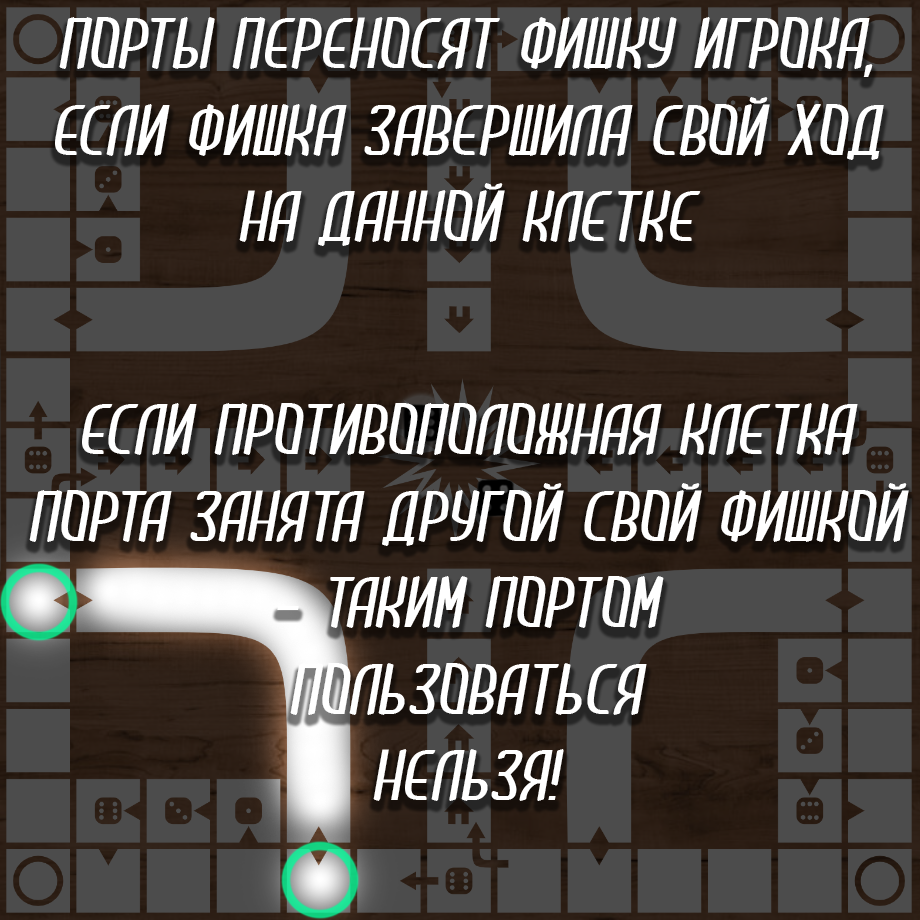 ПОРТЫ ПЕРЕНОСЯТ ФИШКУ ИГРОКА,
ЕСЛИ ФИШКА ЗАВЕРШИЛА СВОЙ ХОД
НА ДАННОЙ КЛЕТКЕ
ЕСЛИ ПРОТИВОПОЛОЖНАЯ КЛЕТКА
ПОРТА ЗАНЯТА ДРУГОЙ СВОЙ ФИШКОЙ
– ТАКИМ ПОРТОМ
ПОЛЬЗОВАТЬСЯ
НЕЛЬЗЯ!